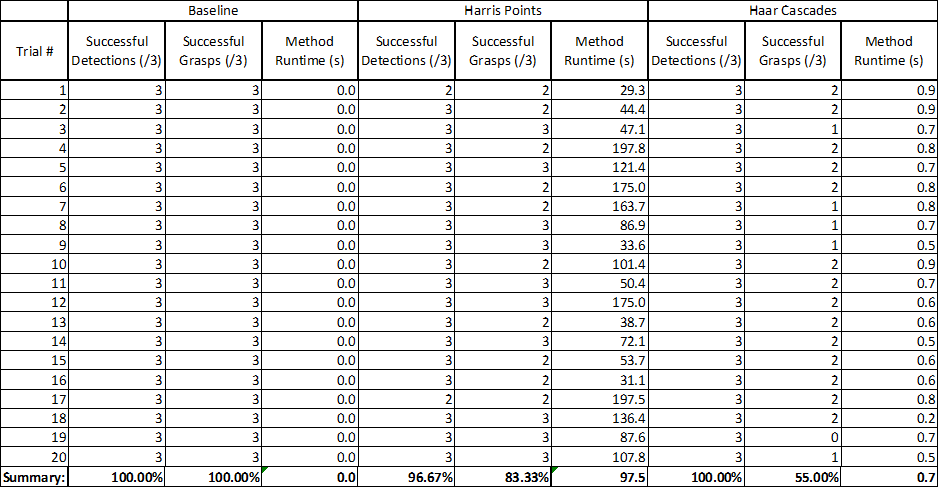 Baseline Harris Points Haar Cascades
Trial # Successful Detections (/3) Successful Grasps (/3) Method Runtime (s) Successful Detections (/3) Successful Grasps (/3) Method Runtime (s) Successful Detections (/3) Successful Grasps (/3) Method Runtime (s)
1 3 3 0.0 2 2 29.3 3 2 0.9
2 3 3 0.0 3 2 44.4 3 2 0.9
3 3 3 0.0 3 3 47.1 3 1 0.7
4 3 3 0.0 3 2 197.8 3 2 0.8
5 3 3 0.0 3 3 121.4 3 2 0.7
6 3 3 0.0 3 2 175.0 3 2 0.8
7 3 3 0.0 3 2 163.7 3 1 0.8
8 3 3 0.0 3 3 86.9 3 1 0.7
9 3 3 0.0 3 3 33.6 3 1 0.5
10 3 3 0.0 3 2 101.4 3 2 0.9
11 3 3 0.0 3 3 50.4 3 2 0.7
12 3 3 0.0 3 3 175.0 3 2 0.6
13 3 3 0.0 3 2 38.7 3 2 0.6
14 3 3 0.0 3 3 72.1 3 2 0.5
15 3 3 0.0 3 2 53.7 3 2 0.6
16 3 3 0.0 3 2 31.1 3 2 0.6
17 3 3 0.0 2 2 197.5 3 2 0.8
18 3 3 0.0 3 3 136.4 3 2 0.2
19 3 3 0.0 3 3 87.6 3 0 0.7
20 3 3 0.0 3 3 107.8 3 1 0.5
Summary: 100.00% 100.00% 0.0 96.67% 83.33% 97.5 100.00% 55.00% 0.7